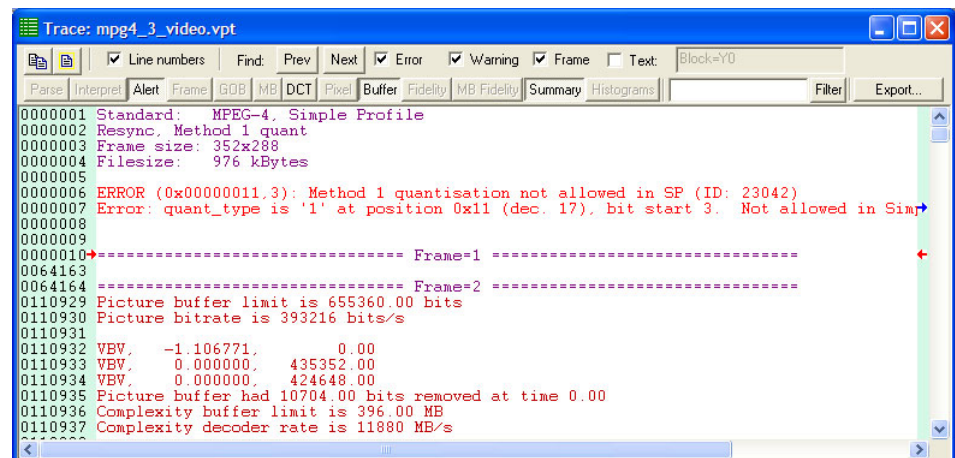 Trace: mpg4_3_video.vpt
Line numbers Find: Prev Next Error Warning Frame Text: Block=Y0
Parse Interpret Alert Frame GOB MB DCT Pixel Buffer Fidelity MB Fidelity Summary Histograms Filter Export...
0000001 Standard: MPEG-4, Simple Profile
0000002 Resync, Method 1 quant
0000003 Frame size: 352x288
0000004 Filesize: 976 kBytes
0000005
0000006 ERROR (0x00000011,3): Method 1 quantisation not allowed in SP (ID: 23042)
0000007 Error: quant_type is '1' at position 0x11 (dec. 17), bit start 3. Not allowed in Simp
0000008
0000009
0000010 ================================ Frame=1 ================================
0064163
0064164 ================================ Frame=2 ================================
0110929 Picture buffer limit is 655360.00 bits
0110930 Picture bitrate is 393216 bits/s
0110931
0110932 VBV, -1.106771, 0.00
0110933 VBV, 0.000000, 435352.00
0110934 VBV, 0.000000, 424648.00
0110935 Picture buffer had 10704.00 bits removed at time 0.00
0110936 Complexity buffer limit is 396.00 MB
0110937 Complexity decoder rate is 11880 MB/s